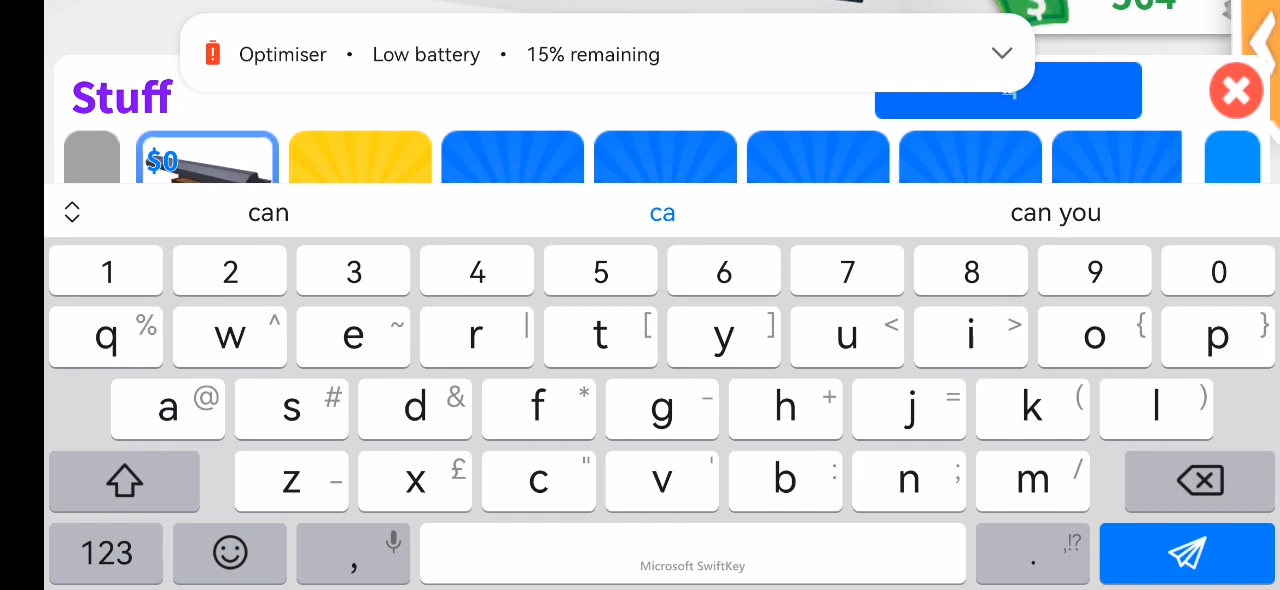 Optimiser • Low battery • 15% remaining
Stuff
$0
can ca can you
1 2 3 4 5 6 7 8 9 0
q % w ^ e ~ r | t [ y ] u < i > o { p }
a @ s # d & f * g - h + j = k ( l )
z _ x £ c " v ' b : n ; m /
123 , . ,!?
Microsoft SwiftKey